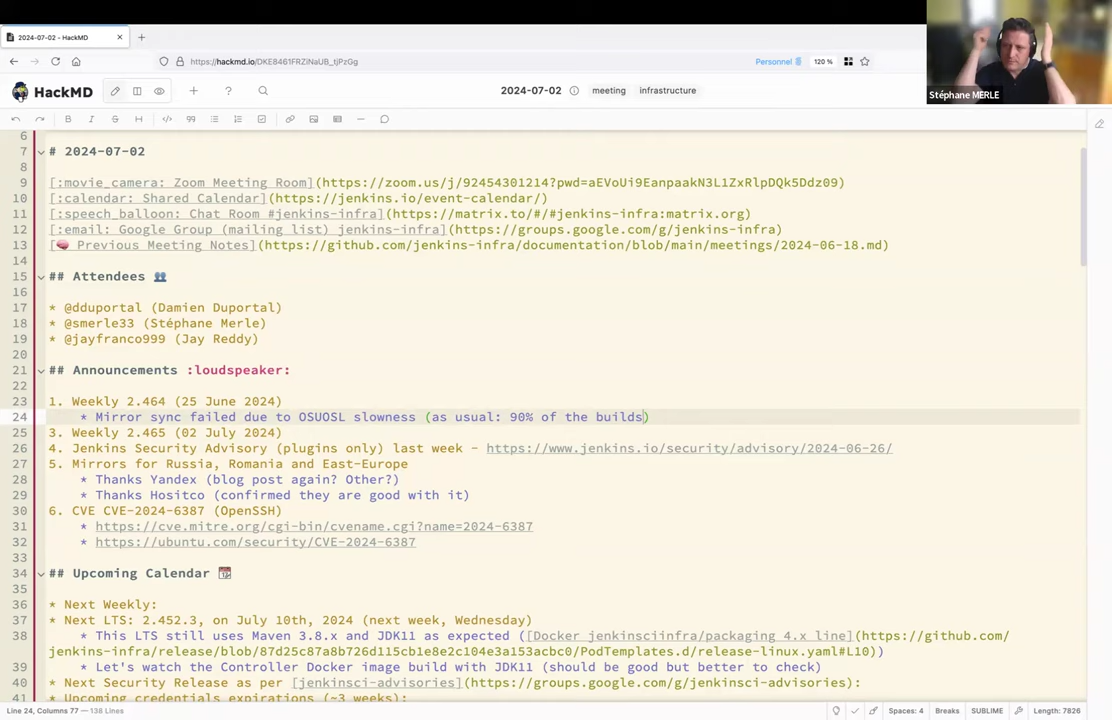 2024-07-02 - HackMD
https://hackmd.io/DKE8461FRZiNaUB_tjPzGg
Personnel
120 %
Stéphane MERLE
HackMD
2024-07-02
meeting
infrastructure
6
7 # 2024-07-02
8
9 [:movie_camera: Zoom Meeting Room](https://zoom.us/j/92454301214?pwd=aEVoUi9EanpaakN3L1ZxRlpDQk5Ddz09)
10 [:calendar: Shared Calendar](https://jenkins.io/event-calendar/)
11 [:speech_balloon: Chat Room #jenkins-infra](https://matrix.to/#/#jenkins-infra:matrix.org)
12 [:email: Google Group (mailing list) jenkins-infra](https://groups.google.com/g/jenkins-infra)
13 [🧠 Previous Meeting Notes](https://github.com/jenkins-infra/documentation/blob/main/meetings/2024-06-18.md)
14
15 ## Attendees 👥
16
17 * @dduportal (Damien Duportal)
18 * @smerle33 (Stéphane Merle)
19 * @jayfranco999 (Jay Reddy)
20
21 ## Announcements :loudspeaker:
22
23 1. Weekly 2.464 (25 June 2024)
24 * Mirror sync failed due to OSUOSL slowness (as usual: 90% of the builds)
25 3. Weekly 2.465 (02 July 2024)
26 4. Jenkins Security Advisory (plugins only) last week - https://www.jenkins.io/security/advisory/2024-06-26/
27 5. Mirrors for Russia, Romania and East-Europe
28 * Thanks Yandex (blog post again? Other?)
29 * Thanks Hositco (confirmed they are good with it)
30 6. CVE CVE-2024-6387 (OpenSSH)
31 * https://cve.mitre.org/cgi-bin/cvename.cgi?name=2024-6387
32 * https://ubuntu.com/security/CVE-2024-6387
33
34 ## Upcoming Calendar 📆
35
36 * Next Weekly:
37 * Next LTS: 2.452.3, on July 10th, 2024 (next week, Wednesday)
38 * This LTS still uses Maven 3.8.x and JDK11 as expected ([Docker jenkinsciinfra/packaging 4.x line](https://github.com/
jenkins-infra/release/blob/87d25c87a8b726d115cb1e8e2c104e3a153acbc0/PodTemplates.d/release-linux.yaml#L10))
39 * Let's watch the Controller Docker image build with JDK11 (should be good but better to check)
40 * Next Security Release as per [jenkinsci-advisories](https://groups.google.com/g/jenkinsci-advisories):
41 * Upcoming credentials expirations (~3 weeks):
Line 24, Columns 77 — 138 Lines
Spaces: 4
Breaks
SUBLIME
Length: 7826